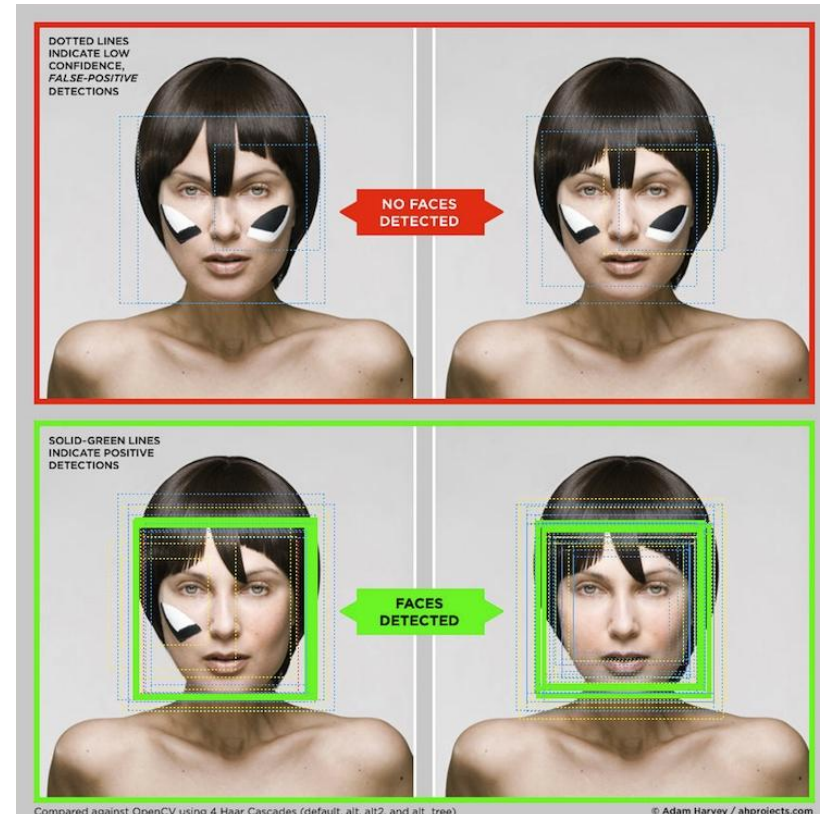 DOTTED LINES
INDICATE LOW
CONFIDENCE,
FALSE-POSITIVE
DETECTIONS
NO FACES
DETECTED
SOLID-GREEN LINES
INDICATE POSITIVE
DETECTIONS
FACES
DETECTED
Compared against OpenCV using 4 Haar Cascades (default, alt, alt2, and alt_tree)
© Adam Harvey / ahprojects.com